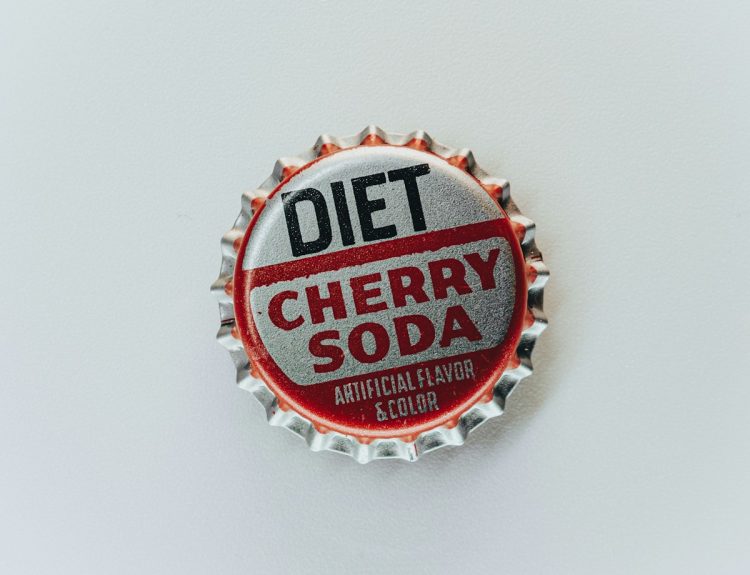 DIET
CHERRY
SODA
ARTIFICIAL FLAVOR
& COLOR